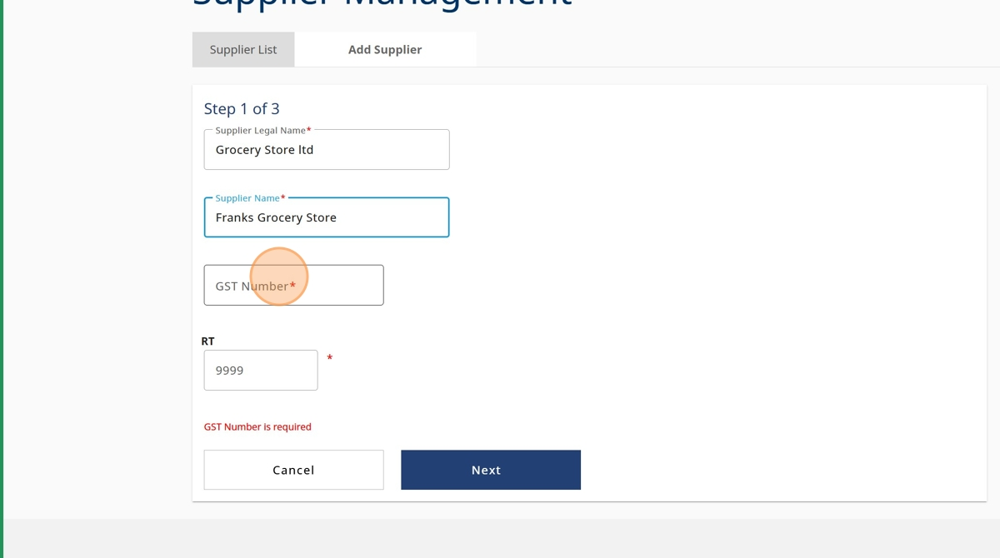 Supplier Management
Supplier List
Add Supplier
Step 1 of 3
Supplier Legal Name*
Grocery Store ltd
Supplier Name*
Franks Grocery Store
GST Number*
RT
9999
*
GST Number is required
Cancel
Next